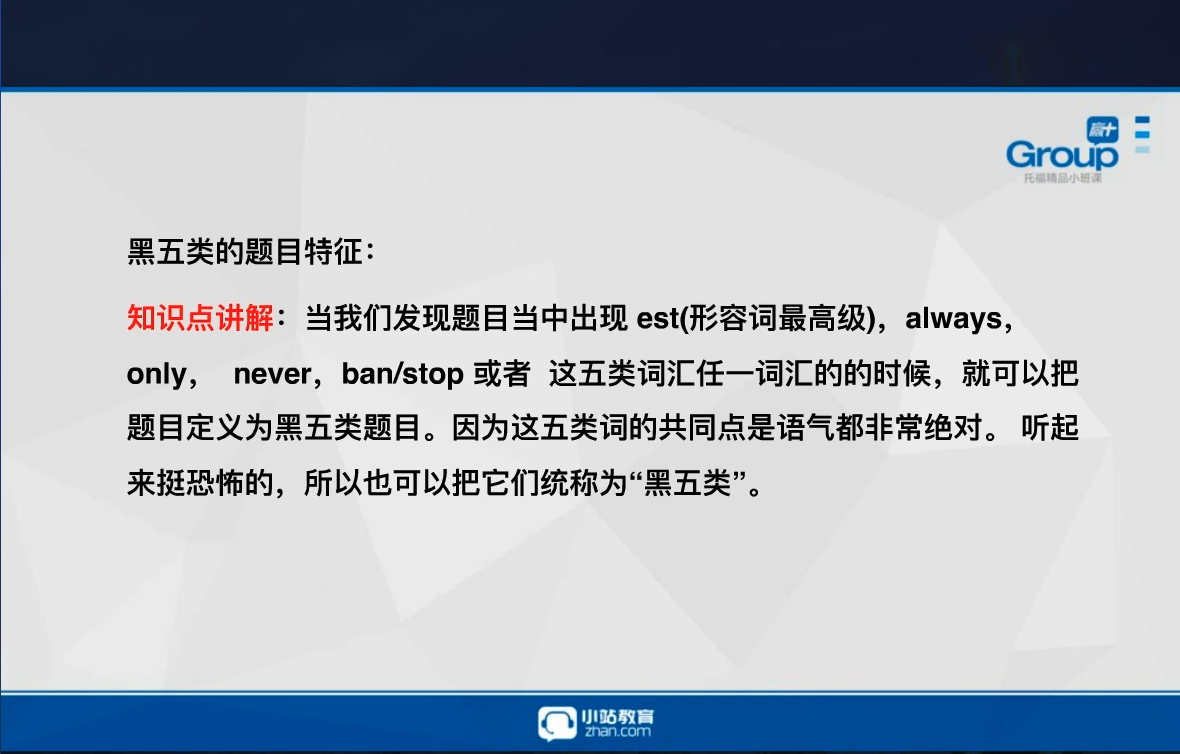 赢+
Group
托福精品小班课
黑五类的题目特征：
知识点讲解：当我们发现题目当中出现 est(形容词最高级)，always，
only， never，ban/stop 或者 这五类词汇任一词汇的的时候，就可以把
题目定义为黑五类题目。因为这五类词的共同点是语气都非常绝对。 听起
来挺恐怖的，所以也可以把它们统称为“黑五类”。
小站教育
zhan.com